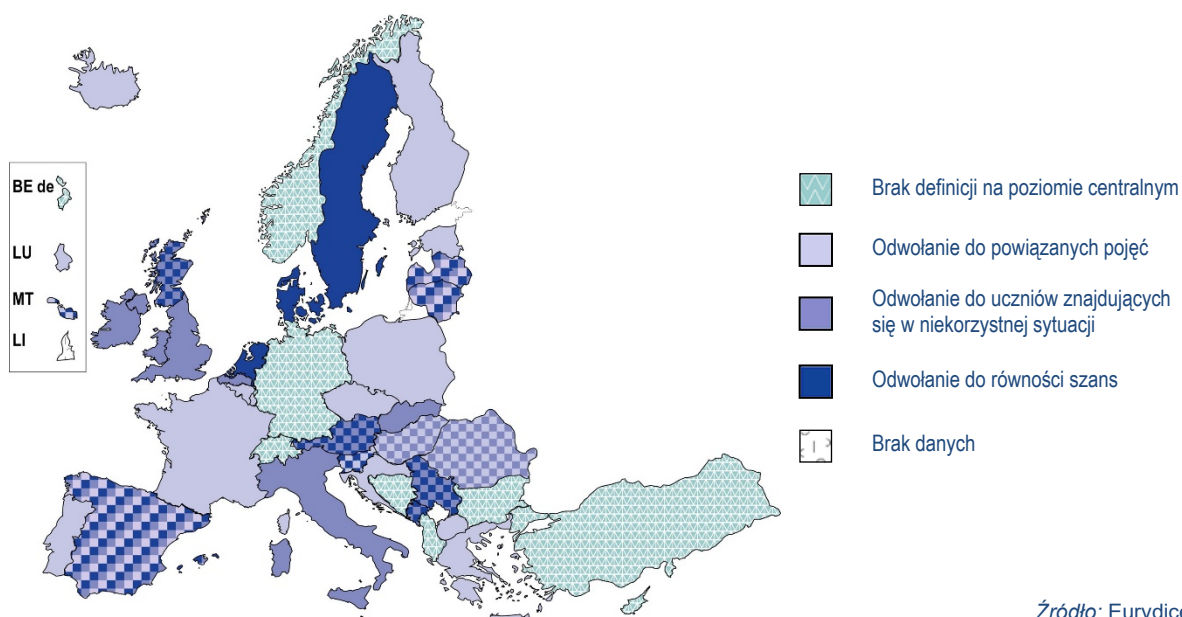 BE de
LU
MT
LI
Brak definicji na poziomie centralnym
Odwołanie do powiązanych pojęć
Odwołanie do uczniów znajdujących
się w niekorzystnej sytuacji
Odwołanie do równości szans
Brak danych
Źródło: Eurydice